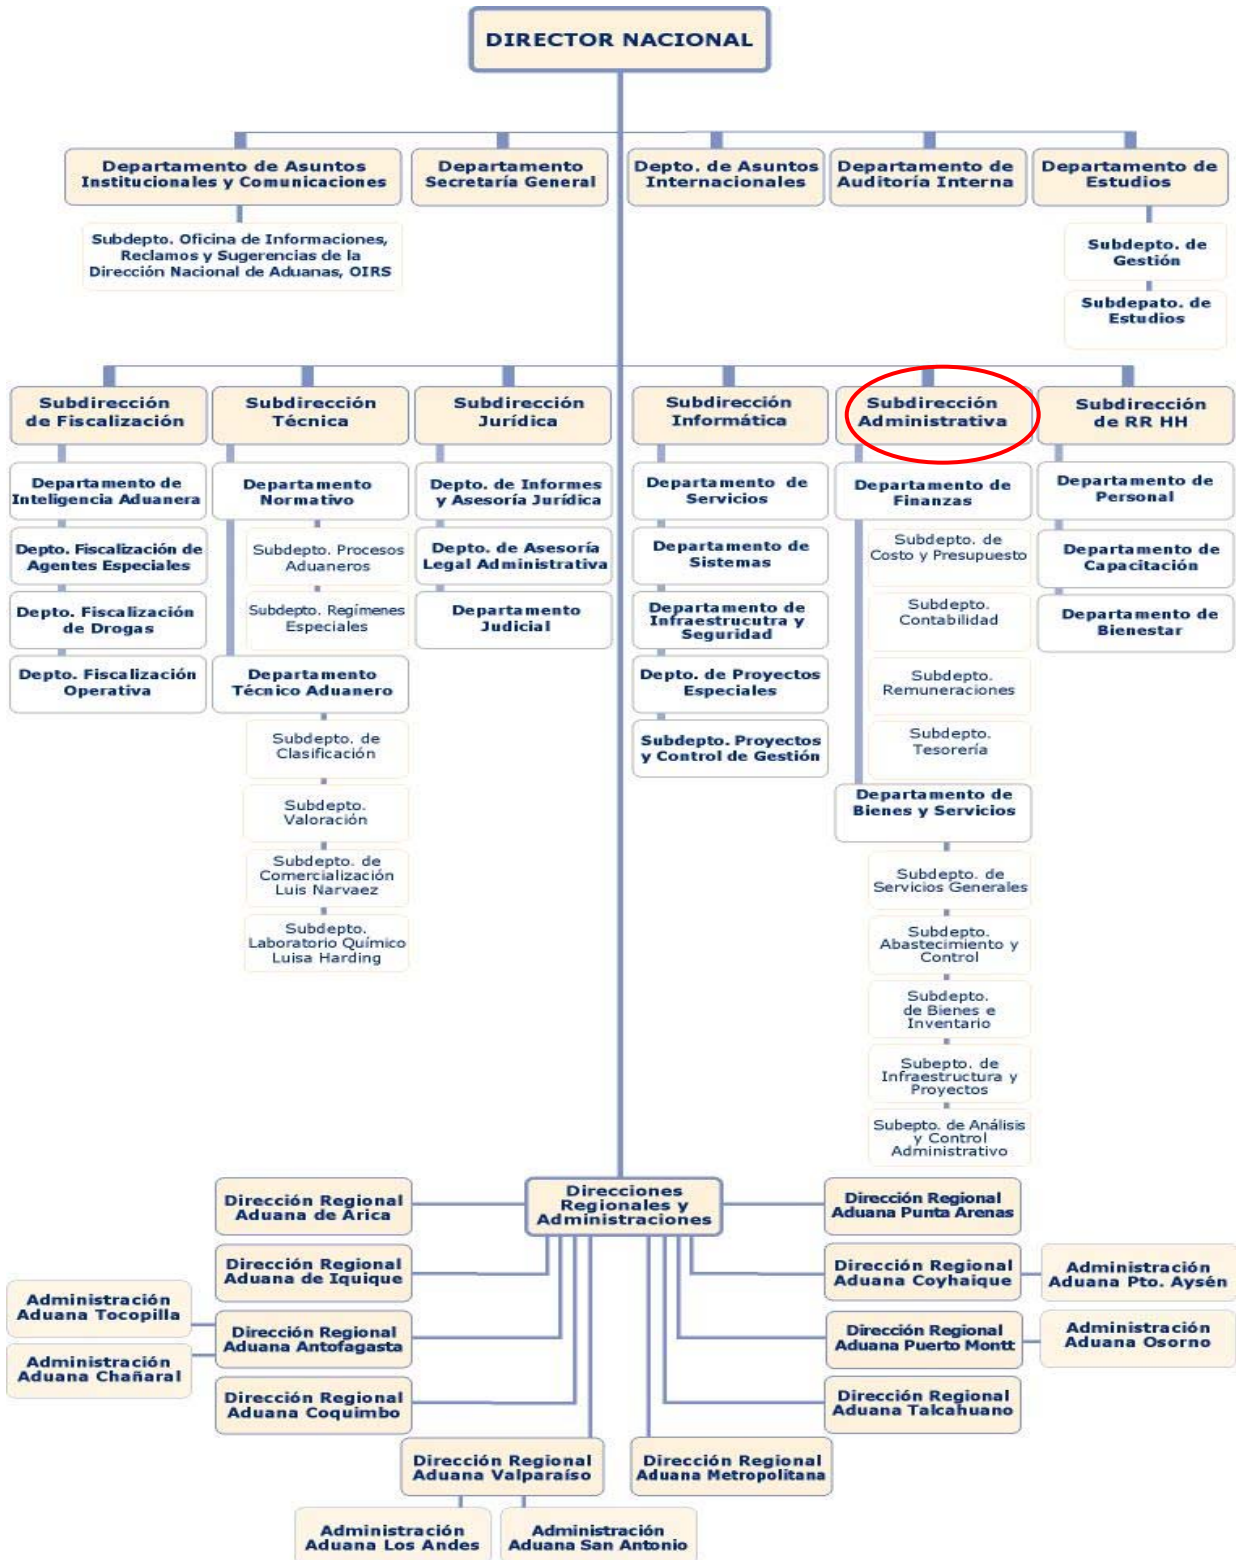 DIRECTOR NACIONAL
Departamento de Asuntos
Institucionales y Comunicaciones
Departamento
Secretaría General
Depto. de Asuntos
Internacionales
Departamento de
Auditoría Interna
Departamento de
Estudios
Subdepto. Oficina de Informaciones,
Reclamos y Sugerencias de la
Dirección Nacional de Aduanas, OIRS
Subdepto. de
Gestión
Subdepato. de
Estudios
Subdirección
de Fiscalización
Subdirección
Técnica
Subdirección
Jurídica
Subdirección
Informática
Subdirección
Administrativa
Subdirección
de RR HH
Departamento de
Inteligencia Aduanera
Depto. Fiscalización de
Agentes Especiales
Depto. Fiscalización
de Drogas
Depto. Fiscalización
Operativa
Departamento
Normativo
Subdepto. Procesos
Aduaneros
Subdepto. Regímenes
Especiales
Departamento
Técnico Aduanero
Subdepto. de
Clasificación
Subdepto.
Valoración
Subdepto. de
Comercialización
Luis Narvaez
Subdepto.
Laboratorio Químico
Luisa Harding
Depto. de Informes
y Asesoría Jurídica
Depto. de Asesoría
Legal Administrativa
Departamento
Judicial
Departamento de
Servicios
Departamento de
Sistemas
Departamento de
Infraestrucutra y
Seguridad
Depto. de Proyectos
Especiales
Subdepto. Proyectos
y Control de Gestión
Departamento de
Finanzas
Subdepto. de
Costo y Presupuesto
Subdepto.
Contabilidad
Subdepto.
Remuneraciones
Subdepto.
Tesorería
Departamento de
Bienes y Servicios
Subdepto. de
Servicios Generales
Subdepto.
Abastecimiento y
Control
Subdepto.
de Bienes e
Inventario
Subepto. de
Infraestructura y
Proyectos
Subepto. de Análisis
y Control
Administrativo
Departamento de
Personal
Departamento de
Capacitación
Departamento de
Bienestar
Direcciones
Regionales y
Administraciones
Dirección Regional
Aduana de Arica
Dirección Regional
Aduana de Iquique
Administración
Aduana Tocopilla
Administración
Aduana Chañaral
Dirección Regional
Aduana Antofagasta
Dirección Regional
Aduana Coquimbo
Dirección Regional
Aduana Valparaíso
Administración
Aduana Los Andes
Administración
Aduana San Antonio
Dirección Regional
Aduana Punta Arenas
Dirección Regional
Aduana Coyhaique
Administración
Aduana Pto. Aysén
Dirección Regional
Aduana Puerto Montt
Administración
Aduana Osorno
Dirección Regional
Aduana Talcahuano
Dirección Regional
Aduana Metropolitana